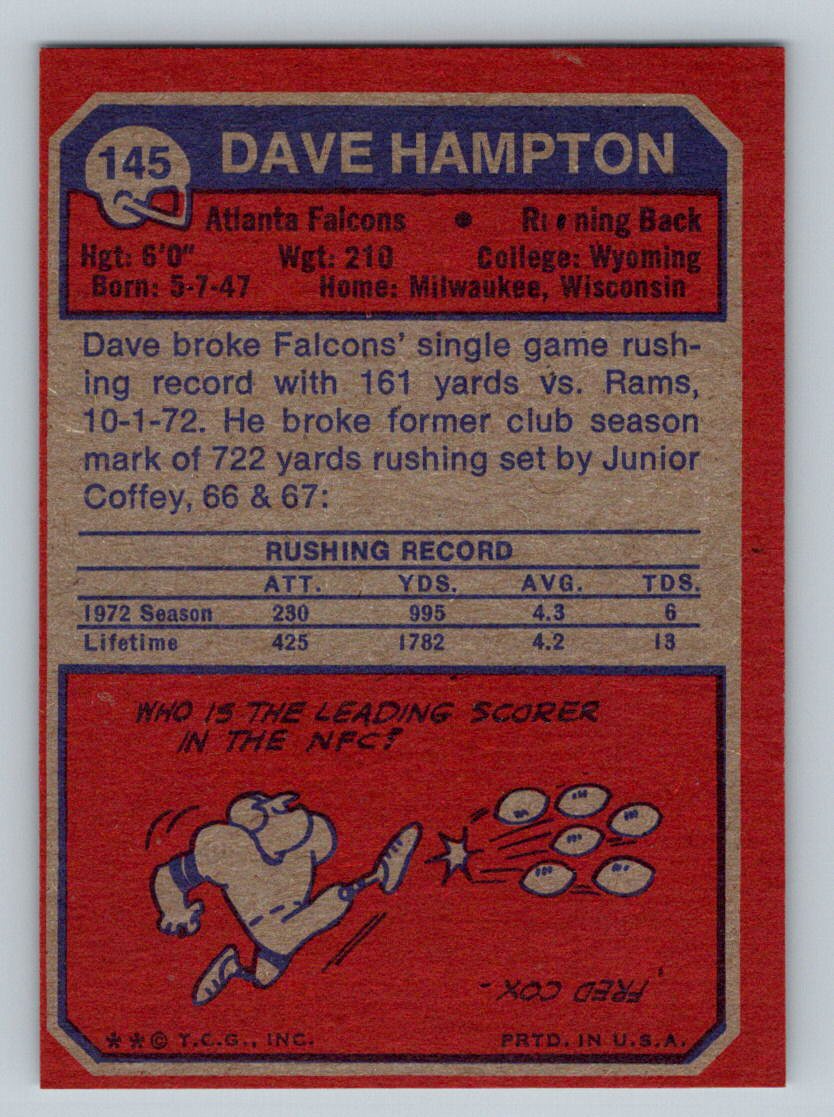 145
DAVE HAMPTON
Atlanta Falcons • Running Back
Hgt: 6'0" Wgt: 210 College: Wyoming
Born: 5-7-47 Home: Milwaukee, Wisconsin
Dave broke Falcons' single game rush-
ing record with 161 yards vs. Rams,
10-1-72. He broke former club season
mark of 722 yards rushing set by Junior
Coffey, 66 & 67:
RUSHING RECORD
ATT. YDS. AVG. TDS.
1972 Season 230 995 4.3 6
Lifetime 425 1782 4.2 13
WHO IS THE LEADING SCORER
IN THE NFC?
FRED COX -
** © T.C.G., INC. PRTD. IN U.S.A.